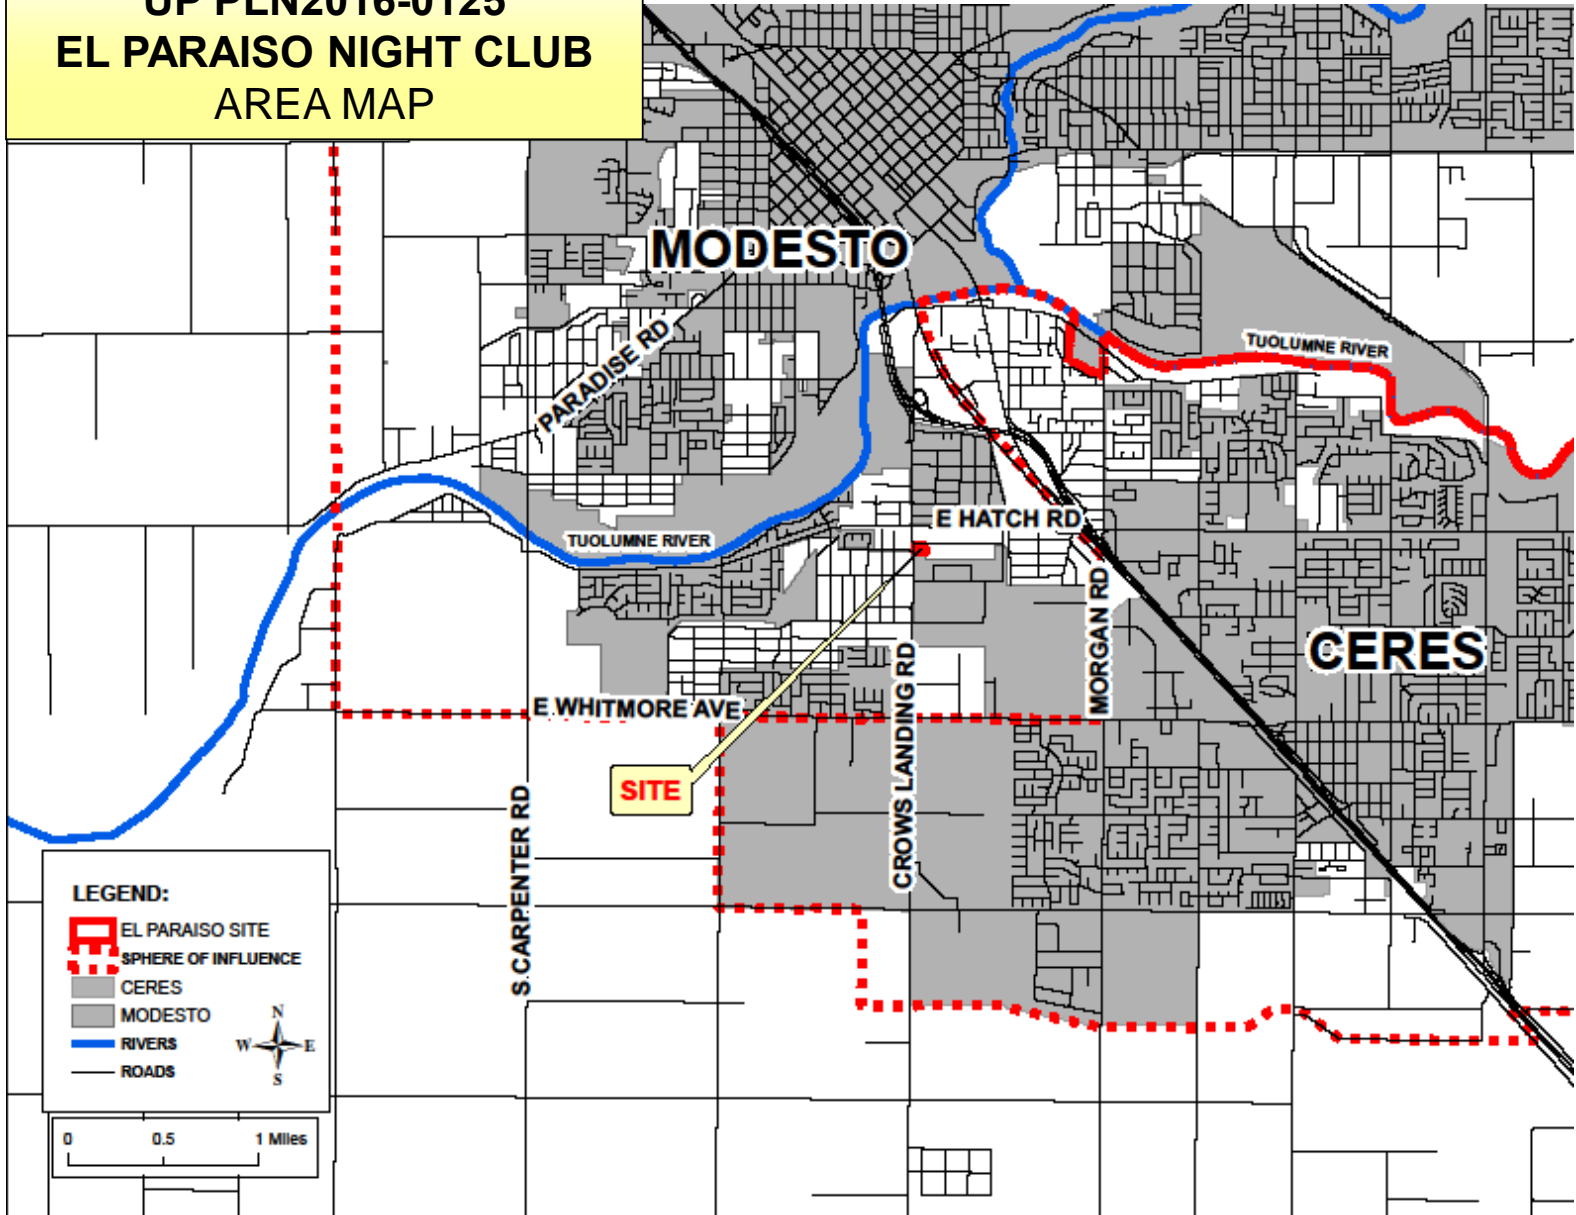 UP PLN2016-0125
EL PARAISO NIGHT CLUB
AREA MAP
MODESTO
PARADISE RD
TUOLUMNE RIVER
E HATCH RD
TUOLUMNE RIVER
MORGAN RD
CERES
CROWS LANDING RD
E WHITMORE AVE
SITE
S CARPENTER RD
LEGEND:
EL PARAISO SITE
SPHERE OF INFLUENCE
CERES
MODESTO
RIVERS
ROADS
N
W E
S
0 0.5 1 Miles